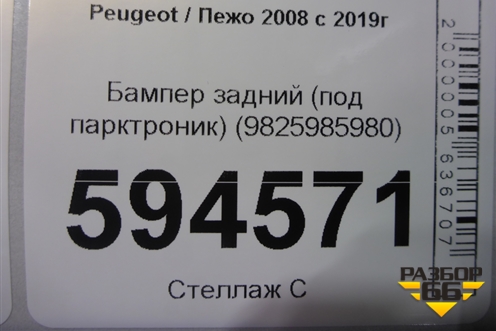 Peugeot / Пежо 2008 с 2019г
Бампер задний (под
парктроник) (9825985980)
594571
Стеллаж С
2000005636707
РАЗБОР
66